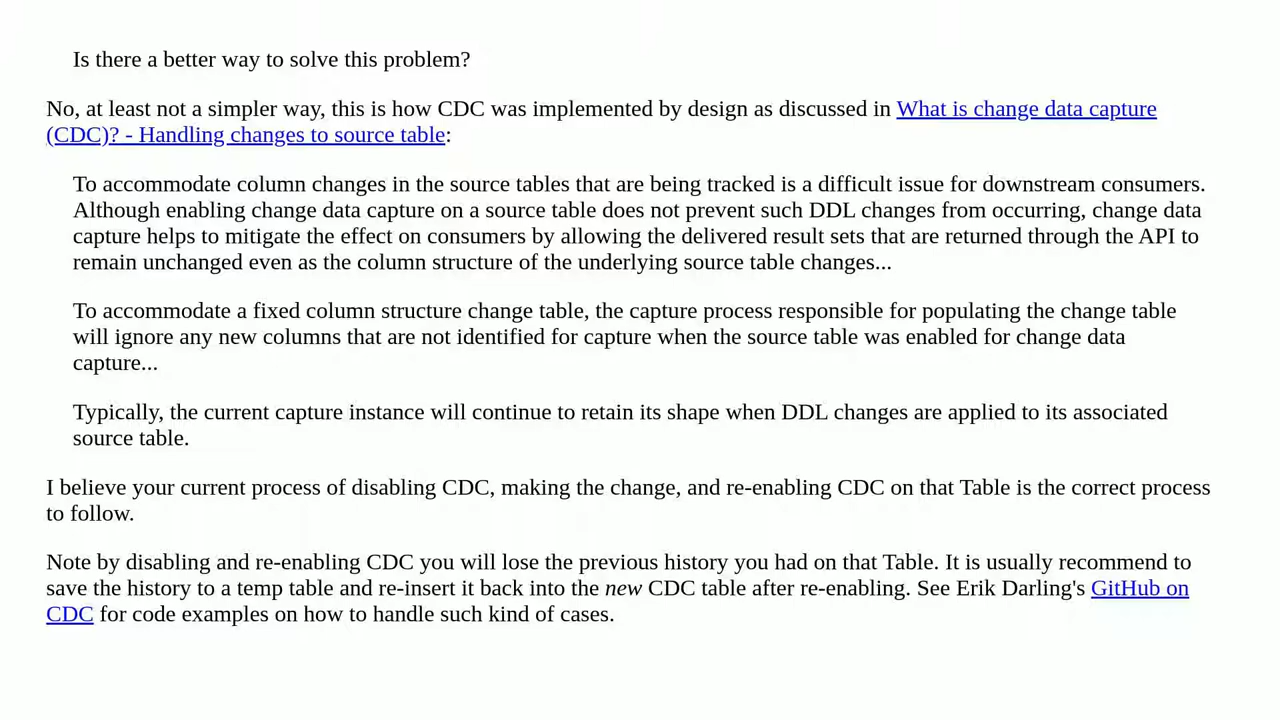 Is there a better way to solve this problem?
No, at least not a simpler way, this is how CDC was implemented by design as discussed in What is change data capture
(CDC)? - Handling changes to source table:
To accommodate column changes in the source tables that are being tracked is a difficult issue for downstream consumers.
Although enabling change data capture on a source table does not prevent such DDL changes from occurring, change data
capture helps to mitigate the effect on consumers by allowing the delivered result sets that are returned through the API to
remain unchanged even as the column structure of the underlying source table changes...
To accommodate a fixed column structure change table, the capture process responsible for populating the change table
will ignore any new columns that are not identified for capture when the source table was enabled for change data
capture...
Typically, the current capture instance will continue to retain its shape when DDL changes are applied to its associated
source table.
I believe your current process of disabling CDC, making the change, and re-enabling CDC on that Table is the correct process
to follow.
Note by disabling and re-enabling CDC you will lose the previous history you had on that Table. It is usually recommend to
save the history to a temp table and re-insert it back into the new CDC table after re-enabling. See Erik Darling's GitHub on
CDC for code examples on how to handle such kind of cases.